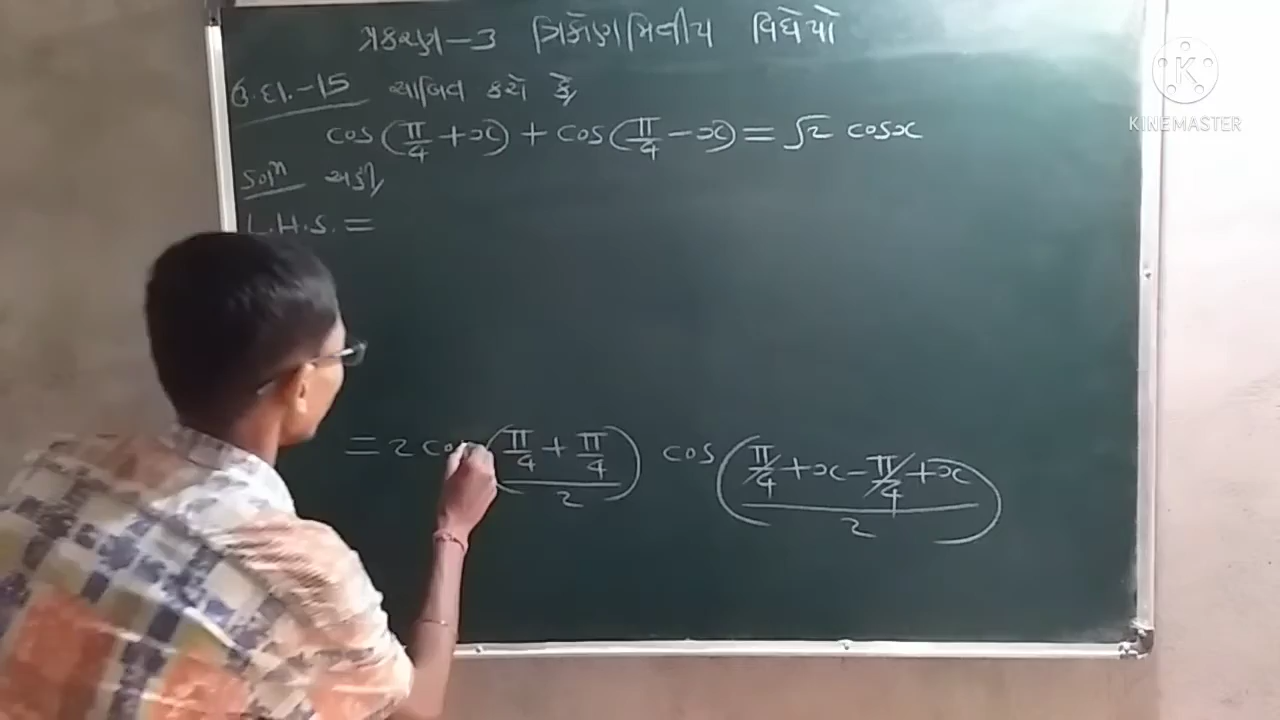 પ્રકરણ-3 ત્રિકોણમિતીય વિધેયો
ઉ.દા.-15 સાબિત કરો કે,
cos(π/4 + x) + cos(π/4 - x) = √2 cosx
Solⁿ અહીં,
L.H.S. =
= 2 cos((π/4 + π/4)/2) cos((π/4 + x - π/4 + x)/2)
K
KINEMASTER